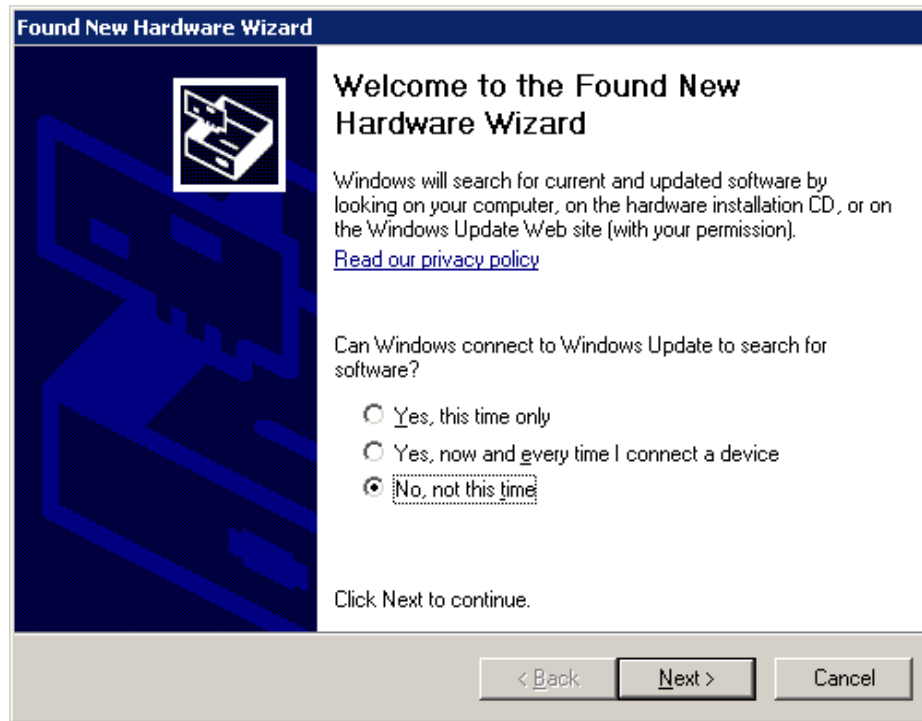 Found New Hardware Wizard
Welcome to the Found New
Hardware Wizard
Windows will search for current and updated software by
looking on your computer, on the hardware installation CD, or on
the Windows Update Web site (with your permission).
Read our privacy policy
Can Windows connect to Windows Update to search for
software?
Yes, this time only
Yes, now and every time I connect a device
No, not this time
Click Next to continue.
< Back Next > Cancel